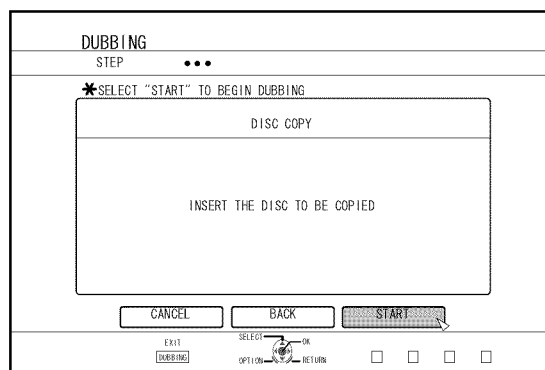 DUBBING
STEP •••
*SELECT "START" TO BEGIN DUBBING
DISC COPY
INSERT THE DISC TO BE COPIED
CANCEL BACK START
EXIT
DUBBING
SELECT OK
OPTION RETURN